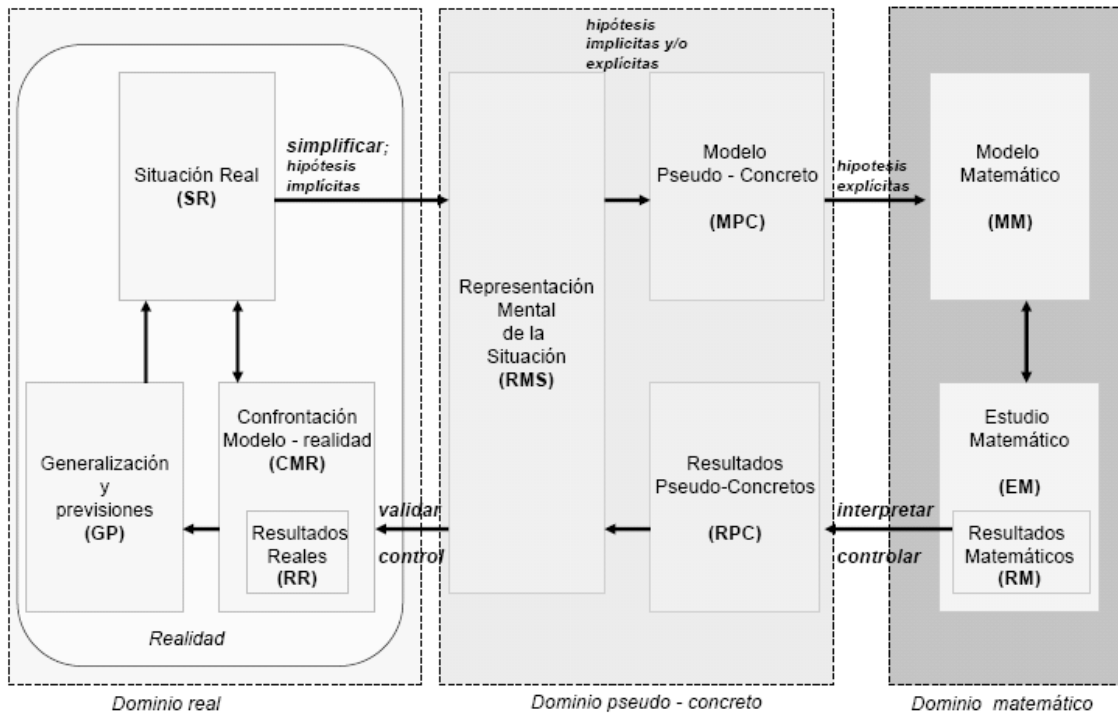 hipótesis
implicitas y/o
explícitas
Situación Real
(SR)
simplificar;
hipótesis
implícitas
Modelo
Pseudo - Concreto
(MPC)
hipotesis
explícitas
Modelo
Matemático
(MM)
Representación
Mental
de la
Situación
(RMS)
Generalización
y
previsiones
(GP)
Confrontación
Modelo - realidad
(CMR)
Resultados
Reales
(RR)
validar
control
Resultados
Pseudo-Concretos
(RPC)
interpretar
controlar
Estudio
Matemático
(EM)
Resultados
Matemáticos
(RM)
Realidad
Dominio real
Dominio pseudo - concreto
Dominio matemático